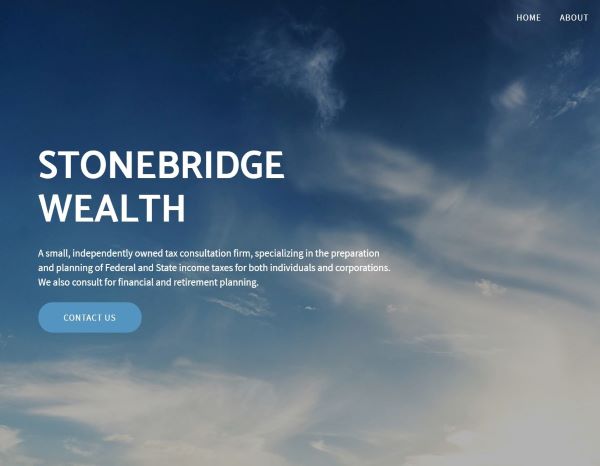 HOME ABOUT
STONEBRIDGE
WEALTH
A small, independently owned tax consultation firm, specializing in the preparation
and planning of Federal and State income taxes for both individuals and corporations.
We also consult for financial and retirement planning.
CONTACT US